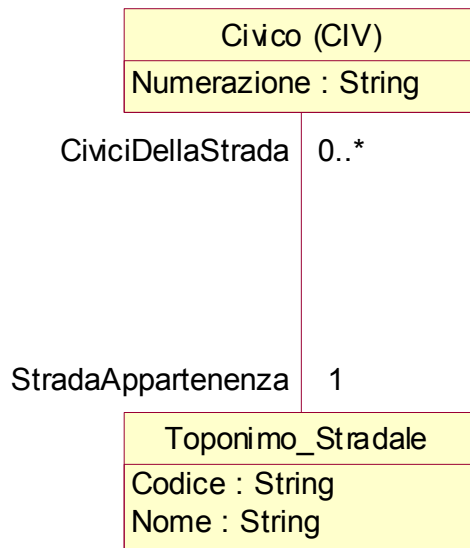 Civico (CIV)
Numerazione : String
CiviciDellaStrada 0..*
StradaAppartenenza 1
Toponimo_Stradale
Codice : String
Nome : String